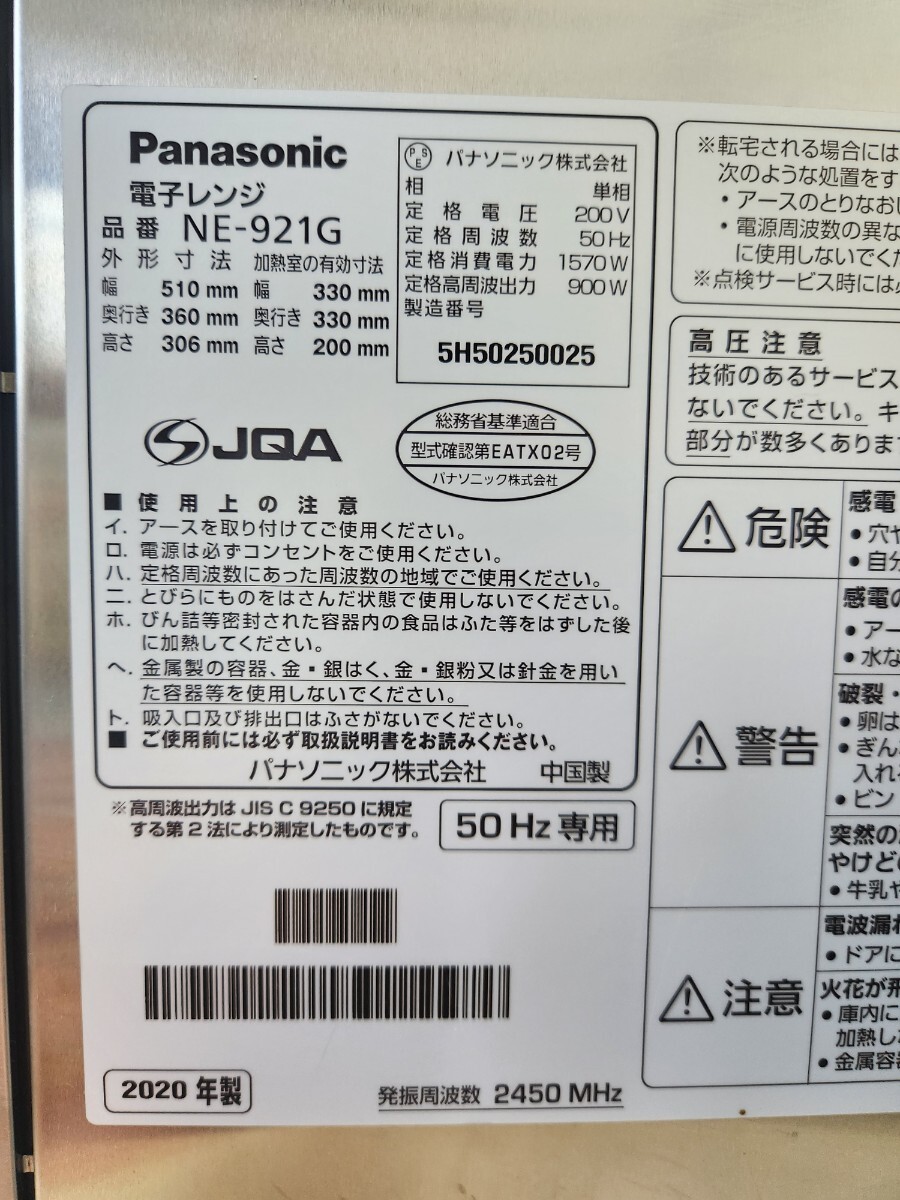 Panasonic
電子レンジ
品番 NE-921G
外形寸法 加熱室の有効寸法
幅 510 mm 幅 330 mm
奥行き 360 mm 奥行き 330 mm
高さ 306 mm 高さ 200 mm
PSE パナソニック株式会社
相 単相
定格電圧 200V
定格周波数 50Hz
定格消費電力 1570W
定格高周波出力 900W
製造番号
5H50250025
JQA
総務省基準適合
型式確認第EATX02号
パナソニック株式会社
■ 使用上の注意
イ. アースを取り付けてご使用ください。
ロ. 電源は必ずコンセントをご使用ください。
ハ. 定格周波数にあった周波数の地域でご使用ください。
ニ. とびらにものをはさんだ状態で使用しないでください。
ホ. びん詰等密封された容器内の食品はふた等をはずした後
に加熱してください。
ヘ. 金属製の容器、金・銀はく、金・銀粉又は針金を用い
た容器等を使用しないでください。
ト. 吸入口及び排出口はふさがないでください。
■ ご使用前には必ず取扱説明書をお読みください。
パナソニック株式会社 中国製
※高周波出力は JIS C 9250 に規定
する第2法により測定したものです。
50 Hz 専用
2020 年製
発振周波数 2450 MHz
※転宅される場合には
次のような処置をす
・アースのとりなおし
・電源周波数の異な
に使用しないでくだ
※点検サービス時には必
高圧注意
技術のあるサービス
ないでください。キ
部分が数多くありま
危険
感電
・穴や
・自分
警告
感電の
・アー
・水な
破裂・
・卵は
・ぎん
入れ
・ビン
突然の
やけど
・牛乳や
注意
電波漏れ
・ドアに
火花が飛
・庫内に
加熱し
・金属容器